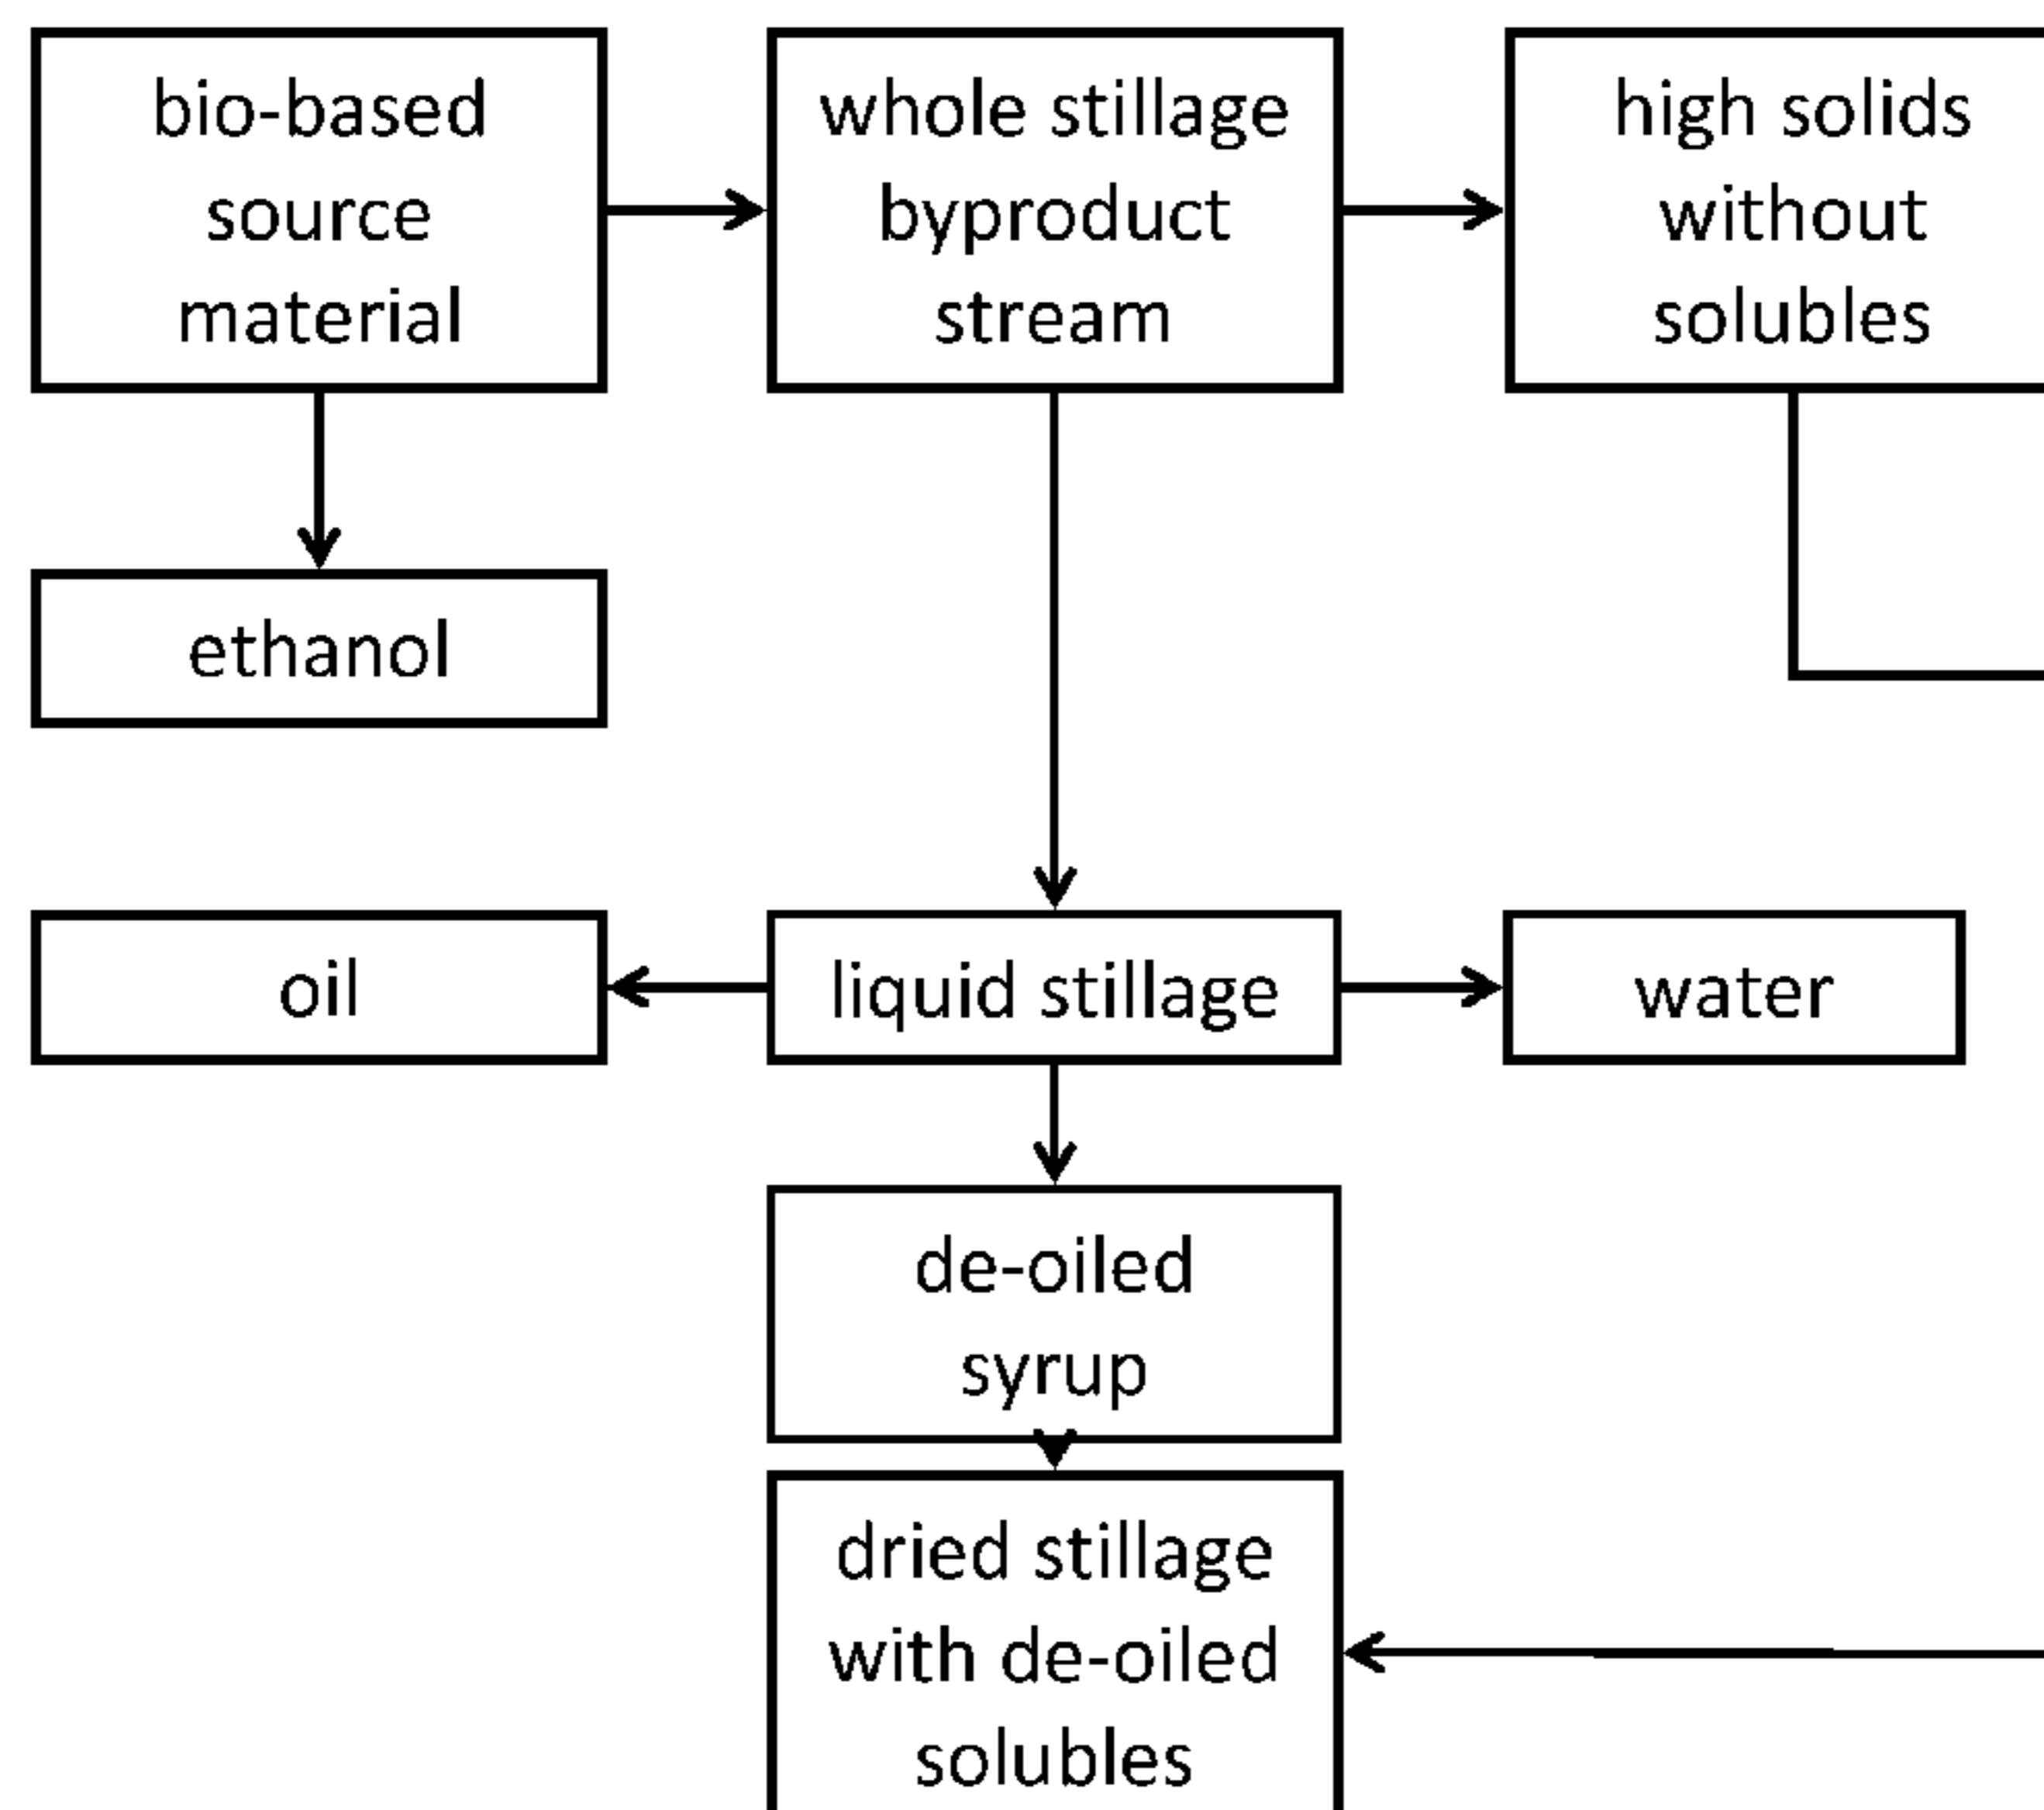 bio-based
source
material
whole stillage
byproduct
stream
high solids
without
solubles
ethanol
oil
liquid stillage
water
de-oiled
syrup
dried stillage
with de-oiled
solubles